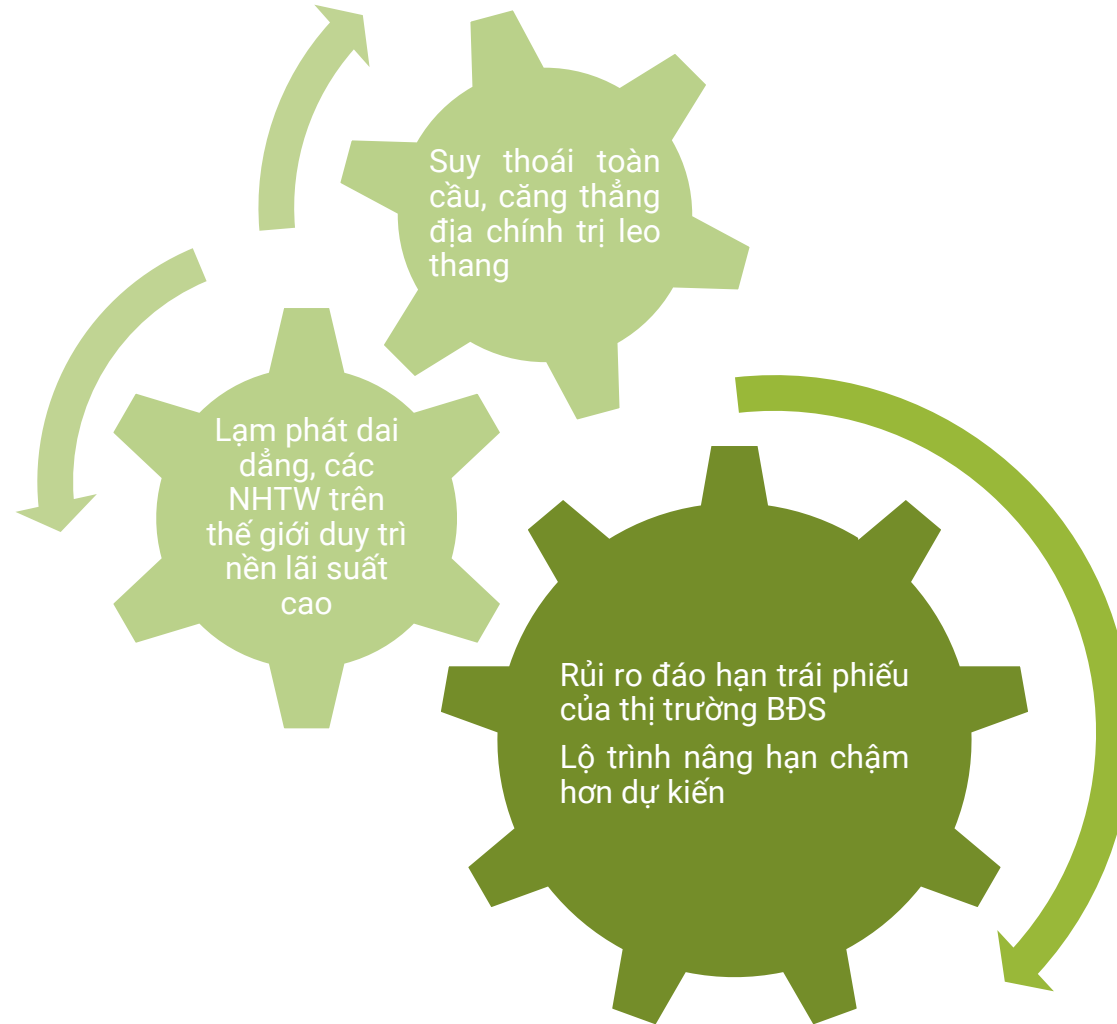 Suy thoái toàn
cầu, căng thẳng
địa chính trị leo
thang
Lạm phát dai
dẳng, các
NHTW trên
thế giới duy trì
nền lãi suất
cao
Rủi ro đáo hạn trái phiếu
của thị trường BĐS
Lộ trình nâng hạn chậm
hơn dự kiến